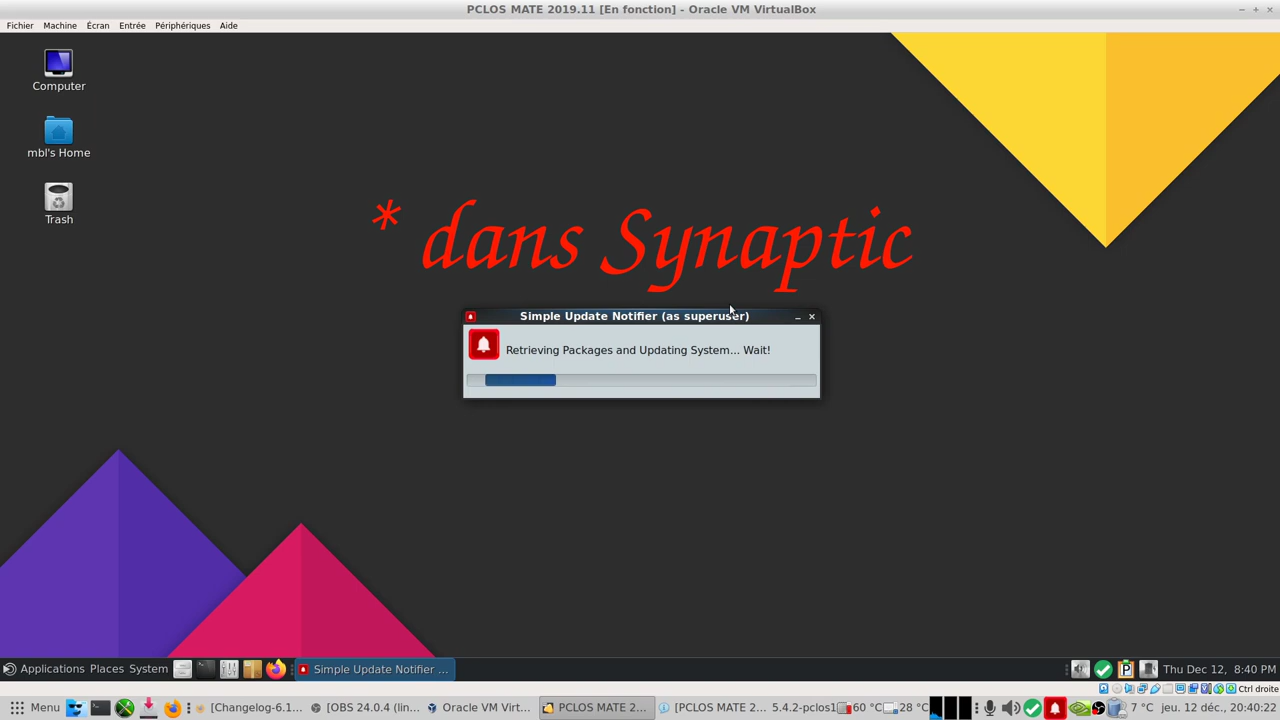 PCLOS MATE 2019.11 [En fonction] - Oracle VM VirtualBox
Fichier Machine Écran Entrée Périphériques Aide
Computer
mbl's Home
Trash
* dans Synaptic
Simple Update Notifier (as superuser)
Retrieving Packages and Updating System... Wait!
Applications Places System Simple Update Notifier ... Thu Dec 12, 8:40 PM
Ctrl droite
Menu [Chang-og-6.1... [OBS 24.0.4 (lin... Oracle VM Virt... PCLOS MATE 2... [PCLOS MATE 2... 3-4.2-pclos1 60 °C 28 °C 7 °C jeu. 12 déc., 20:40:22